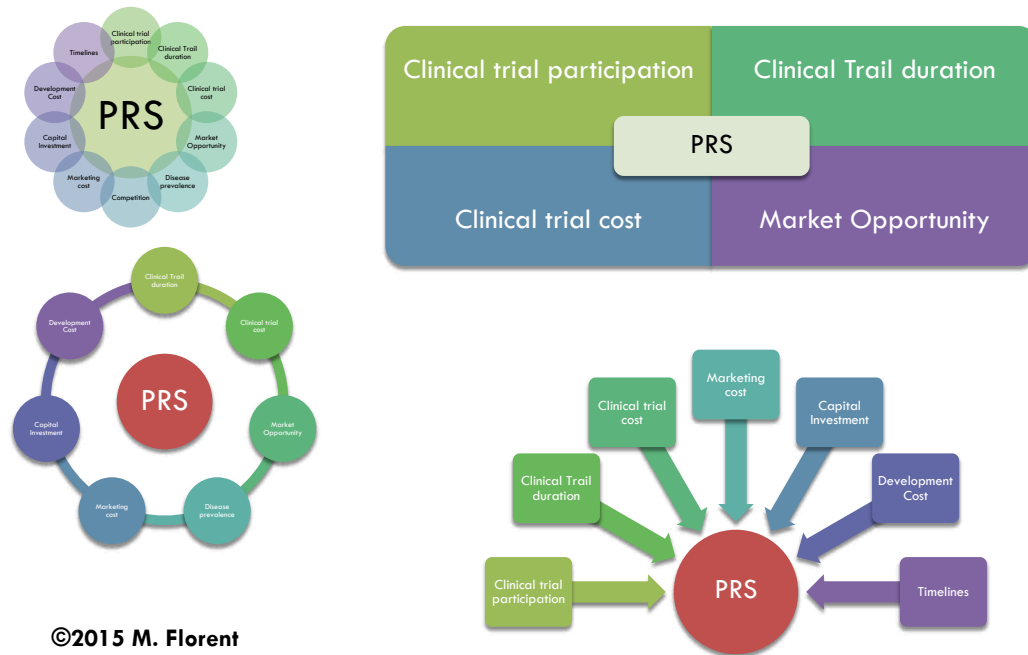 Clinical trial
participation
Clinical Trail
duration
Clinical trial
cost
Market
Opportunity
Disease
prevalence
Competition
Marketing
cost
Capital
Investment
Development
Cost
Timelines
PRS
Clinical trial participation
Clinical Trail duration
PRS
Clinical trial cost
Market Opportunity
Clinical Trail
duration
Clinical trial
cost
Market
Opportunity
Disease
prevalence
Marketing
cost
Capital
Investment
Development
Cost
PRS
Clinical trial
participation
Clinical Trail
duration
Clinical trial
cost
Marketing
cost
Capital
Investment
Development
Cost
Timelines
PRS
©2015 M. Florent